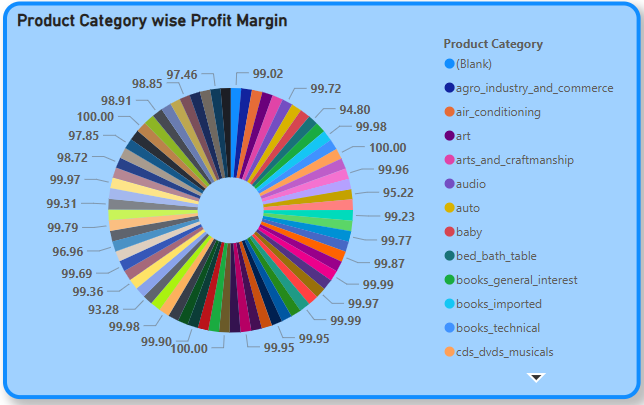 Product Category wise Profit Margin
Product Category
(Blank)
agro_industry_and_commerce
air_conditioning
art
arts_and_craftmanship
audio
auto
baby
bed_bath_table
books_general_interest
books_imported
books_technical
cds_dvds_musicals
99.02
99.72
94.80
99.98
100.00
99.96
95.22
99.23
99.77
99.87
99.99
99.97
99.99
99.95
99.95
100.00
99.90
99.98
93.28
99.36
99.69
96.96
99.79
99.31
99.97
98.72
97.85
100.00
98.91
98.85
97.46